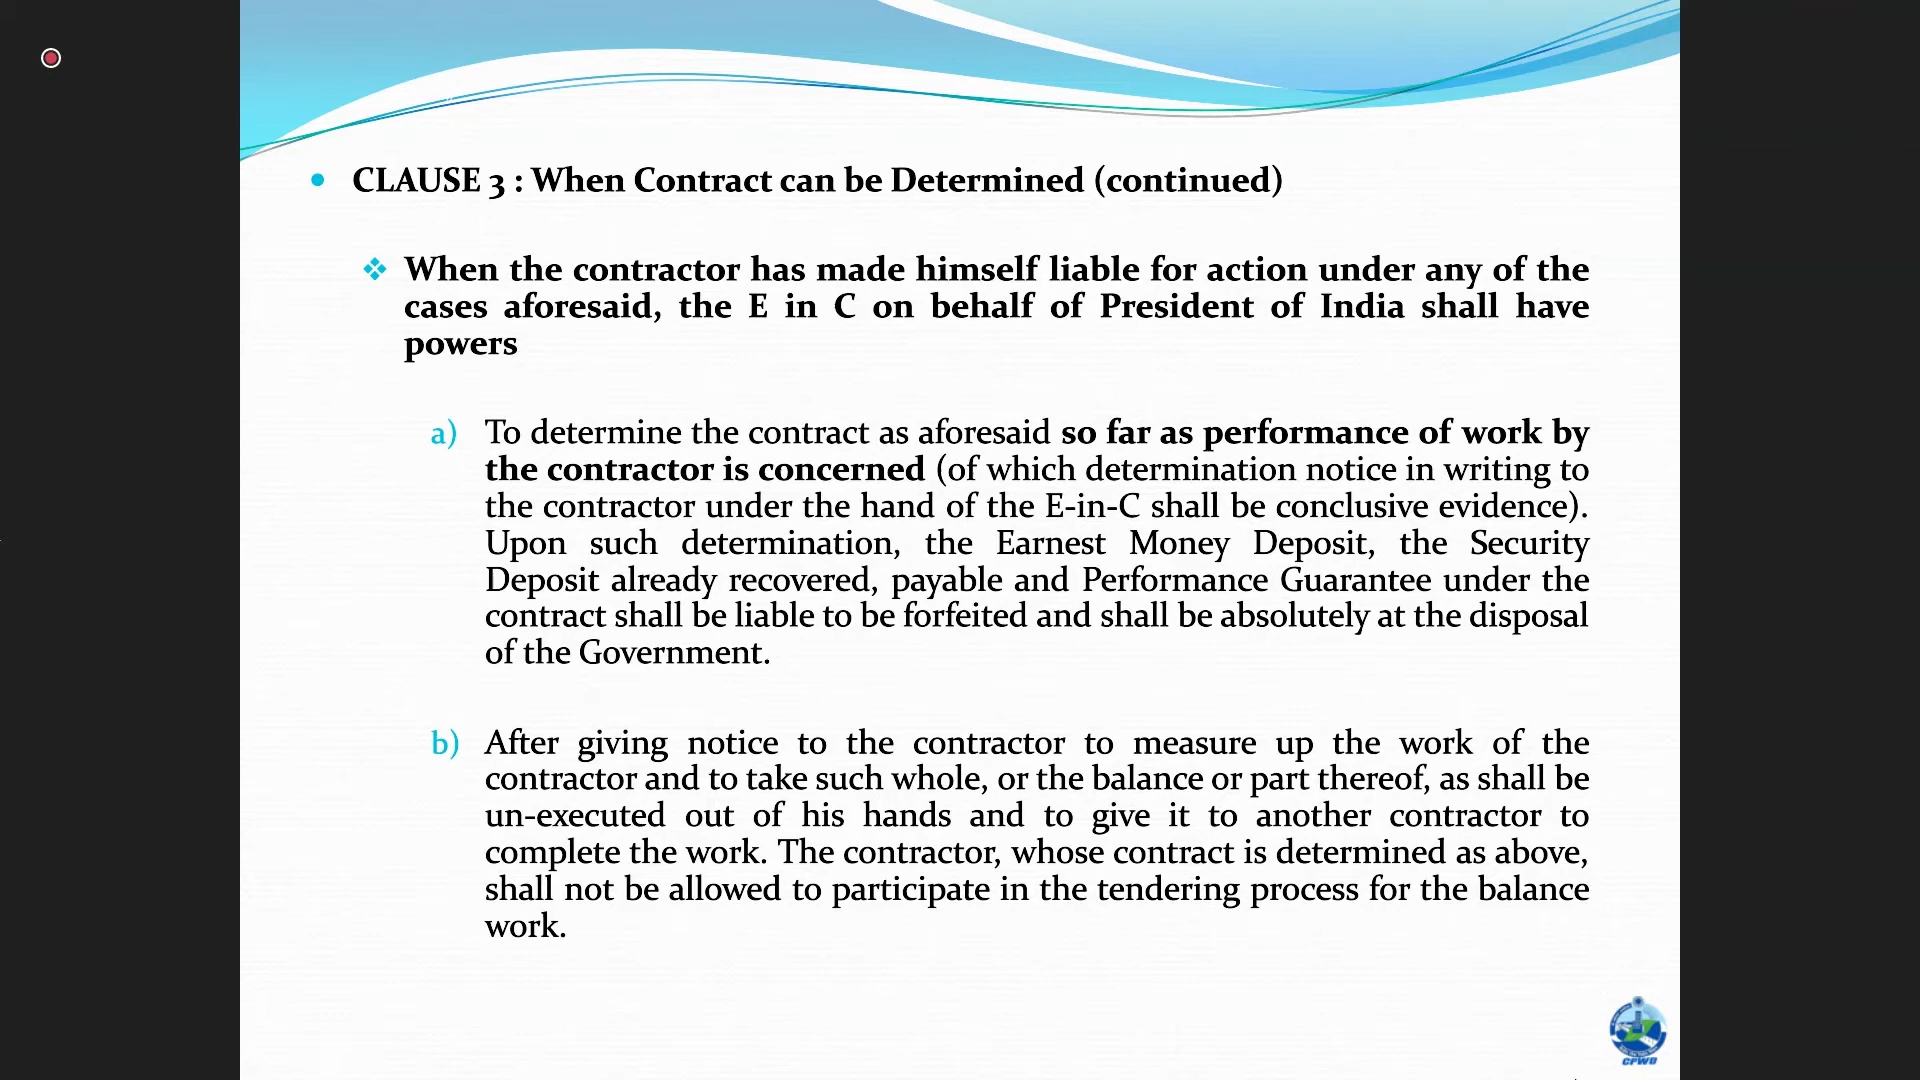 • CLAUSE 3 : When Contract can be Determined (continued)
❖ When the contractor has made himself liable for action under any of the
cases aforesaid, the E in C on behalf of President of India shall have
powers
a) To determine the contract as aforesaid so far as performance of work by
the contractor is concerned (of which determination notice in writing to
the contractor under the hand of the E-in-C shall be conclusive evidence).
Upon such determination, the Earnest Money Deposit, the Security
Deposit already recovered, payable and Performance Guarantee under the
contract shall be liable to be forfeited and shall be absolutely at the disposal
of the Government.
b) After giving notice to the contractor to measure up the work of the
contractor and to take such whole, or the balance or part thereof, as shall be
un-executed out of his hands and to give it to another contractor to
complete the work. The contractor, whose contract is determined as above,
shall not be allowed to participate in the tendering process for the balance
work.
CPWD